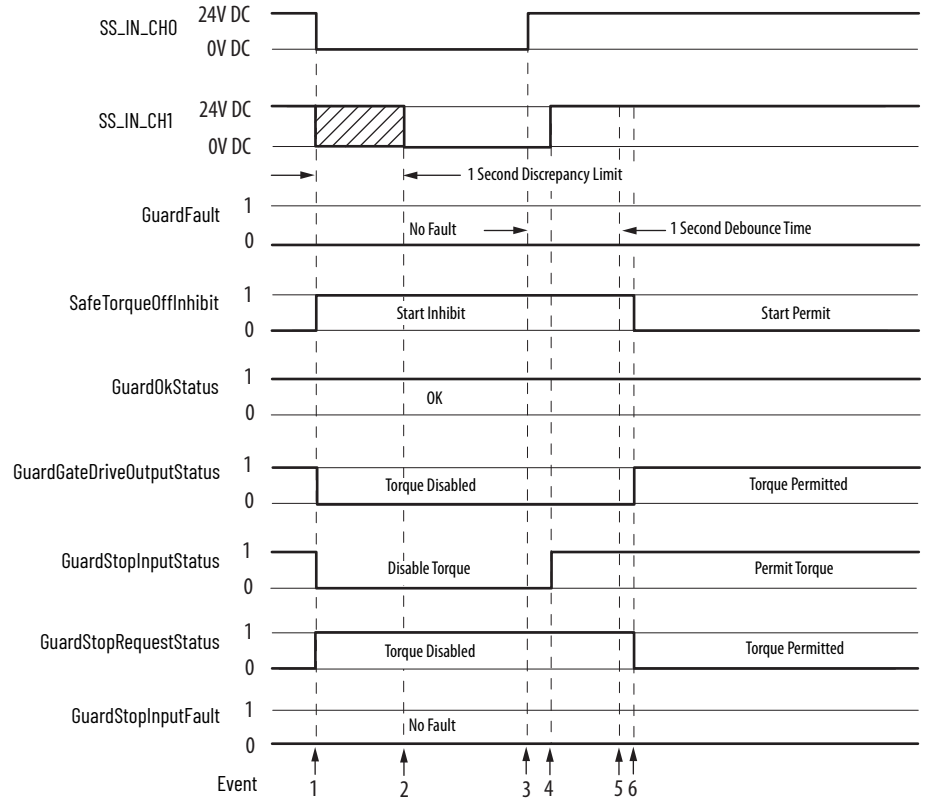 SS_IN_CH0 24V DC
0V DC
SS_IN_CH1 24V DC
0V DC
1 Second Discrepancy Limit
GuardFault 1
0 No Fault 1 Second Debounce Time
SafeTorqueOffInhibit 1
0 Start Inhibit Start Permit
GuardOkStatus 1
0 OK
GuardGateDriveOutputStatus 1
0 Torque Disabled Torque Permitted
GuardStopInputStatus 1
0 Disable Torque Permit Torque
GuardStopRequestStatus 1
0 Torque Disabled Torque Permitted
GuardStopInputFault 1
0 No Fault
Event 1 2 3 4 5 6